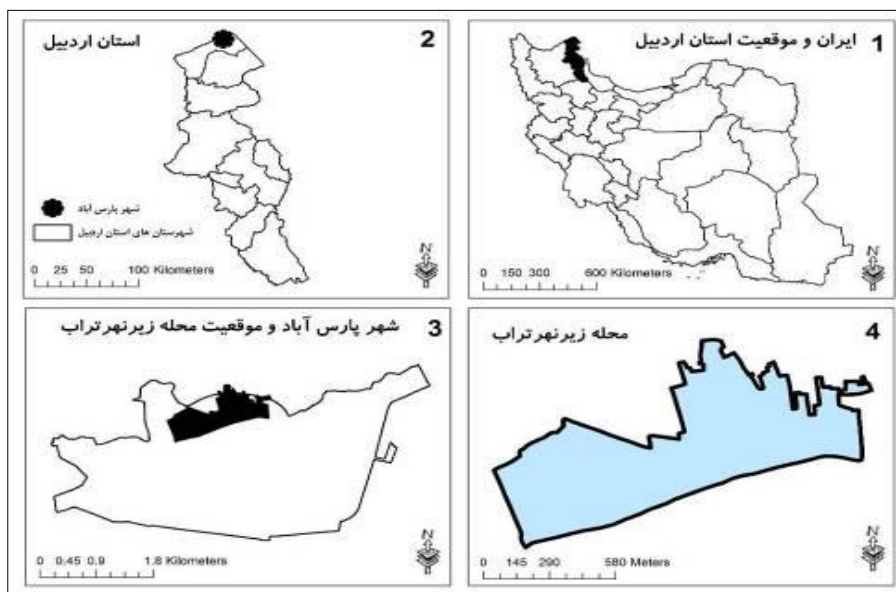 1
ایران و موقعیت استان اردبیل
N
0 150 300 600 Kilometers
2
استان اردبیل
شهر پارس آباد
شهرستان های استان اردبیل
N
0 25 50 100 Kilometers
3
شهر پارس آباد و موقعیت محله زیرنهرتراب
N
0 0.45 0.9 1.8 Kilometers
4
محله زیرنهرتراب
N
0 145 290 580 Meters